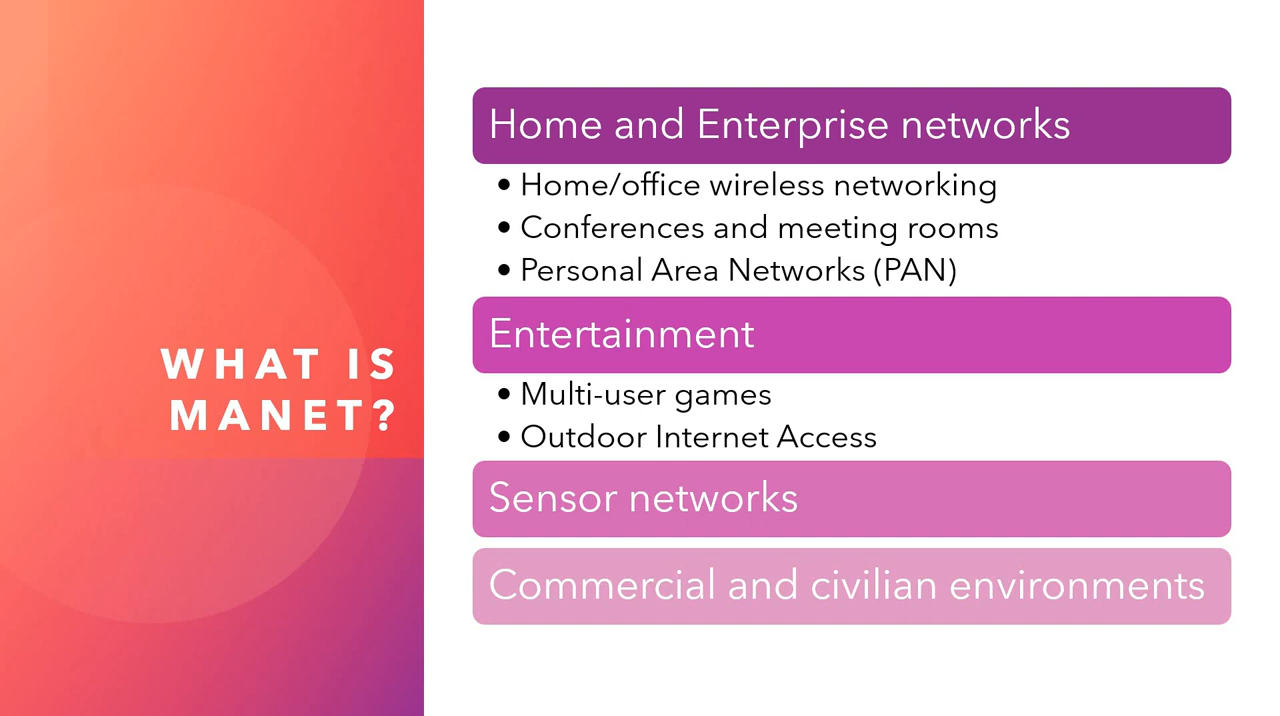 WHAT IS
MANET?
Home and Enterprise networks
• Home/office wireless networking
• Conferences and meeting rooms
• Personal Area Networks (PAN)
Entertainment
• Multi-user games
• Outdoor Internet Access
Sensor networks
Commercial and civilian environments